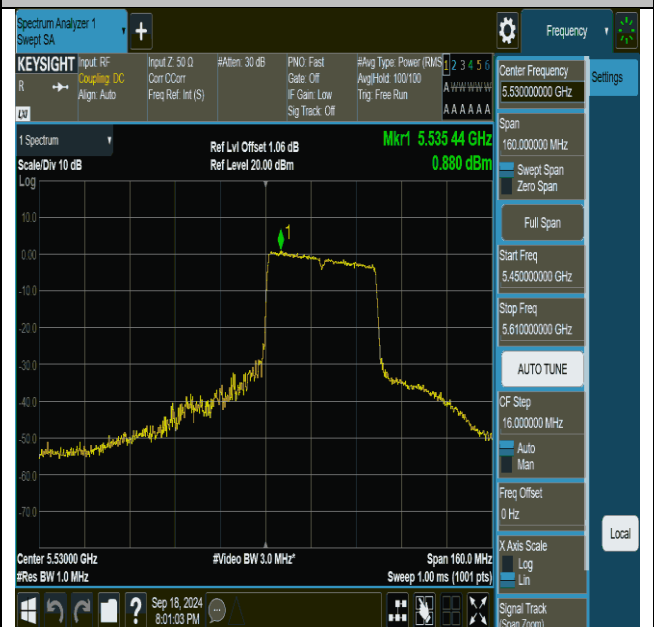 Spectrum Analyzer 1
Swept SA
+
Frequency
KEYSIGHT
R
LXI
Input: RF
Coupling: DC
Align: Auto
Input Z: 50 Ω
Corr CCorr
Freq Ref: Int (S)
#Atten: 30 dB
PNO: Fast
Gate: Off
IF Gain: Low
Sig Track: Off
#Avg Type: Power (RMS)
Avg|Hold: 100/100
Trig: Free Run
1 2 3 4 5 6
A W W W W W
A A A A A A
Center Frequency
5.530000000 GHz
Settings
Span
160.000000 MHz
Swept Span
Zero Span
Full Span
Start Freq
5.450000000 GHz
Stop Freq
5.610000000 GHz
AUTO TUNE
CF Step
16.000000 MHz
Auto
Man
Freq Offset
0 Hz
X Axis Scale
Log
Lin
Local
Signal Track
(Span Zoom)
1 Spectrum
Scale/Div 10 dB
Log
Ref Lvl Offset 1.06 dB
Ref Level 20.00 dBm
Mkr1 5.535 44 GHz
0.880 dBm
1
10.0
0.00
-10.0
-20.0
-30.0
-40.0
-50.0
-60.0
-70.0
Center 5.53000 GHz
#Res BW 1.0 MHz
#Video BW 3.0 MHz*
Span 160.0 MHz
Sweep 1.00 ms (1001 pts)
?
Sep 18, 2024
8:01:03 PM